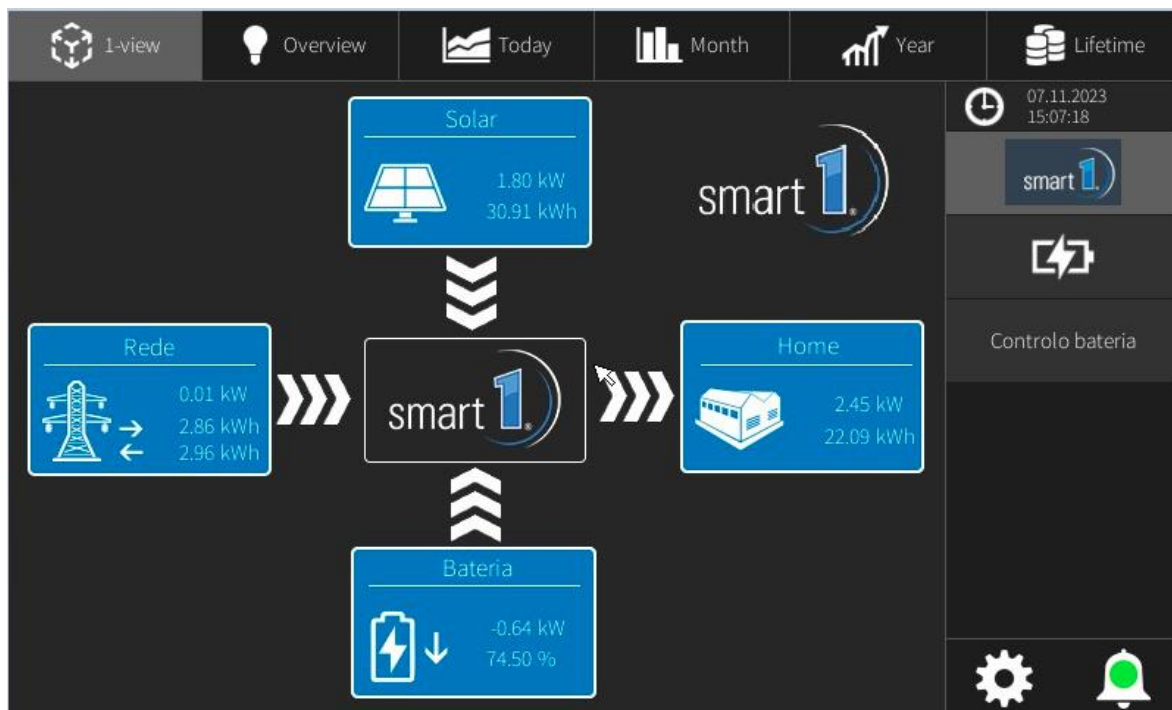 1-view
Overview
Today
Month
Year
Lifetime
07.11.2023
15:07:18
Solar
1.80 kW
30.91 kWh
smart 1®
smart 1®
Rede
0.01 kW
2.86 kWh
2.96 kWh
smart 1®
Home
2.45 kW
22.09 kWh
Controlo bateria
Bateria
-0.64 kW
74.50 %